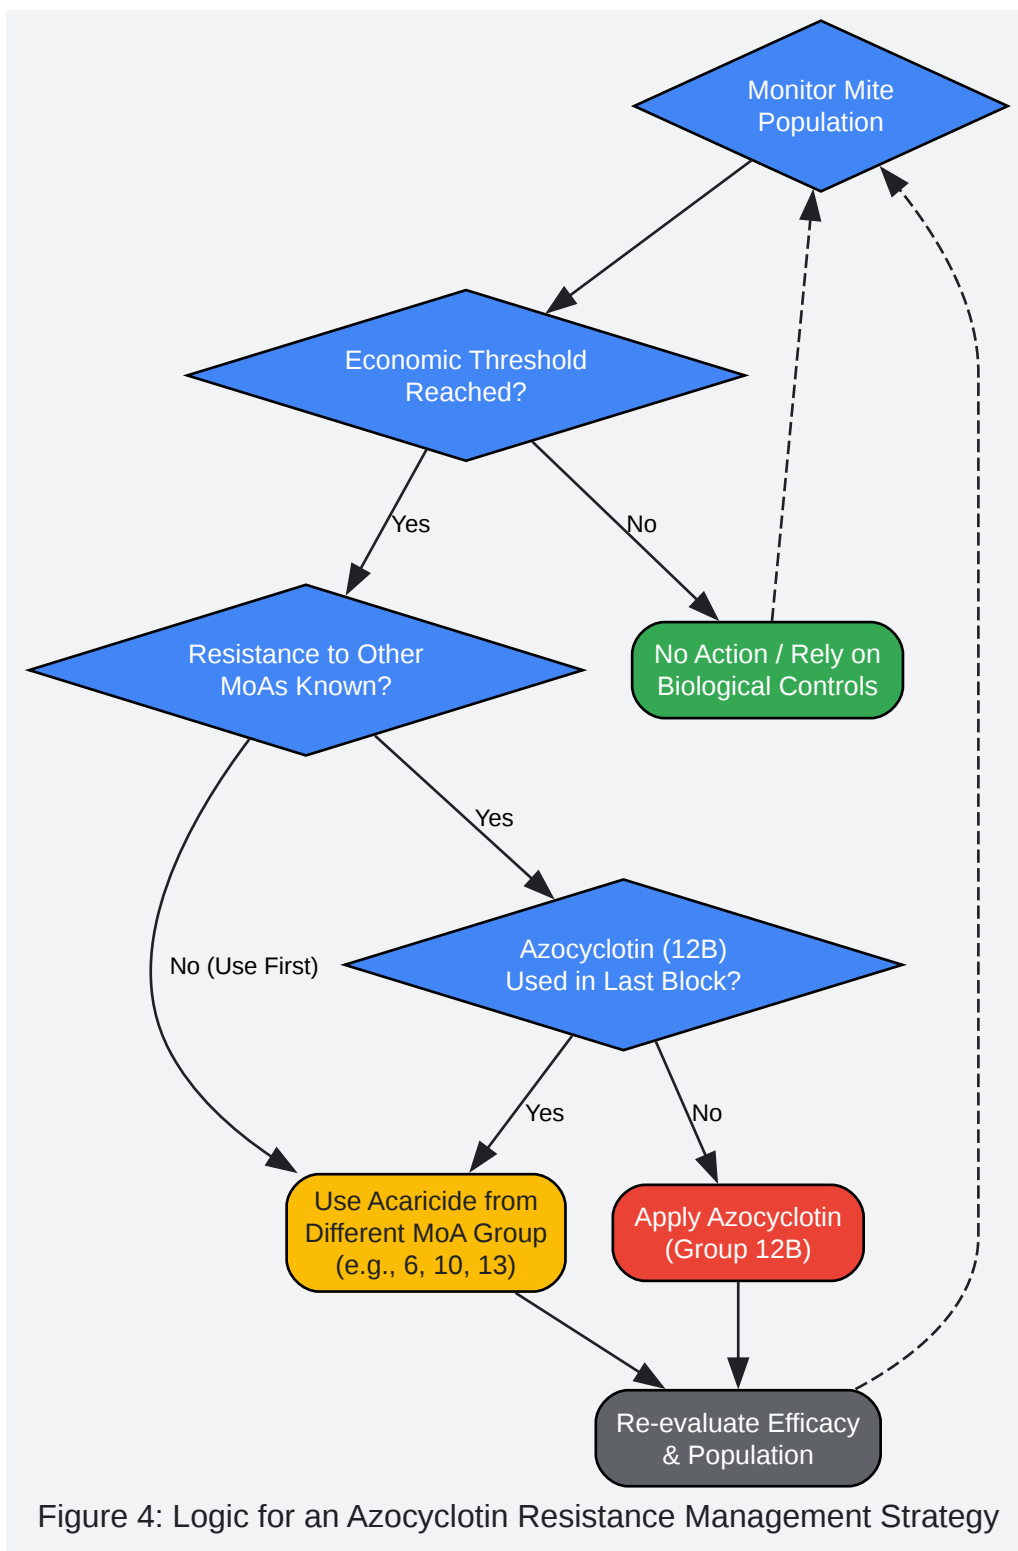 Monitor Mite
Population
Economic Threshold
Reached?
Yes
No
Resistance to Other
MoAs Known?
No Action / Rely on
Biological Controls
Yes
No (Use First)
Azocyclotin (12B)
Used in Last Block?
Yes
No
Use Acaricide from
Different MoA Group
(e.g., 6, 10, 13)
Apply Azocyclotin
(Group 12B)
Re-evaluate Efficacy
& Population
Figure 4: Logic for an Azocyclotin Resistance Management Strategy